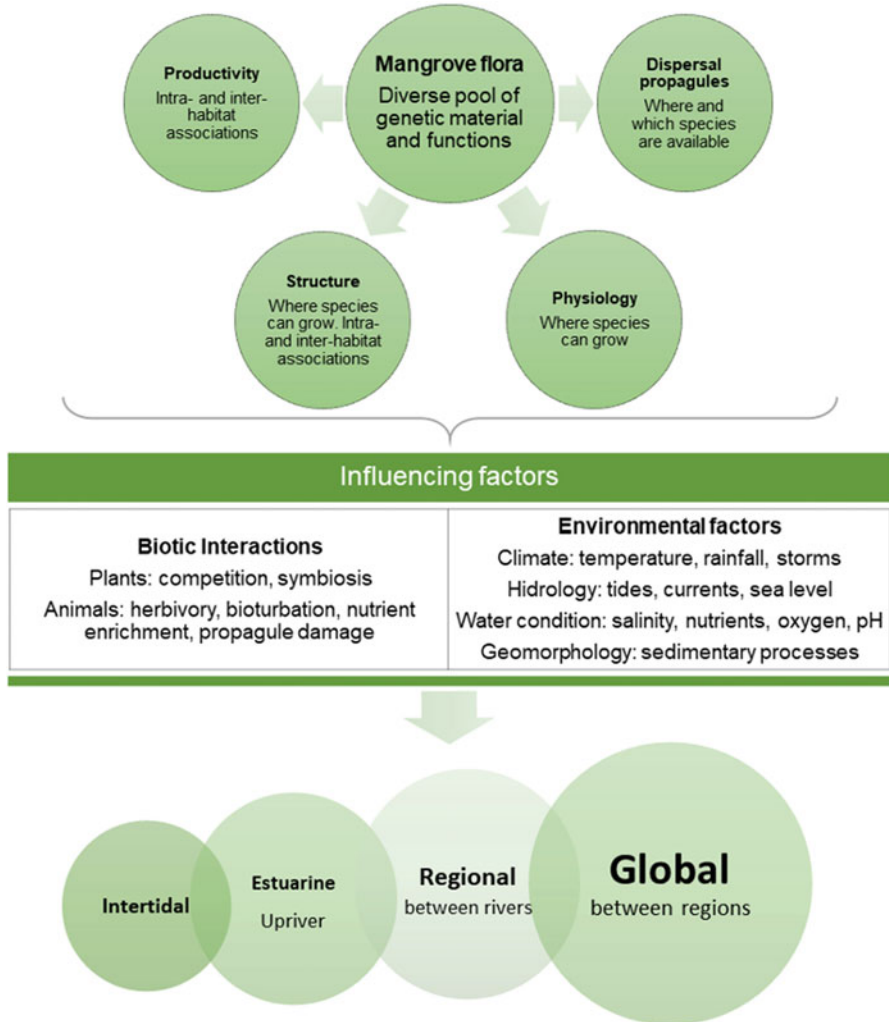 Productivity
Intra- and inter-
habitat
associations
Mangrove flora
Diverse pool of
genetic material
and functions
Dispersal
propagules
Where and
which species
are available
Structure
Where species
can grow. Intra-
and inter-habitat
associations
Physiology
Where species
can grow
Influencing factors
Biotic Interactions
Plants: competition, symbiosis
Animals: herbivory, bioturbation, nutrient
enrichment, propagule damage
Environmental factors
Climate: temperature, rainfall, storms
Hidrology: tides, currents, sea level
Water condition: salinity, nutrients, oxygen, pH
Geomorphology: sedimentary processes
Intertidal
Estuarine
Upriver
Regional
between rivers
Global
between regions